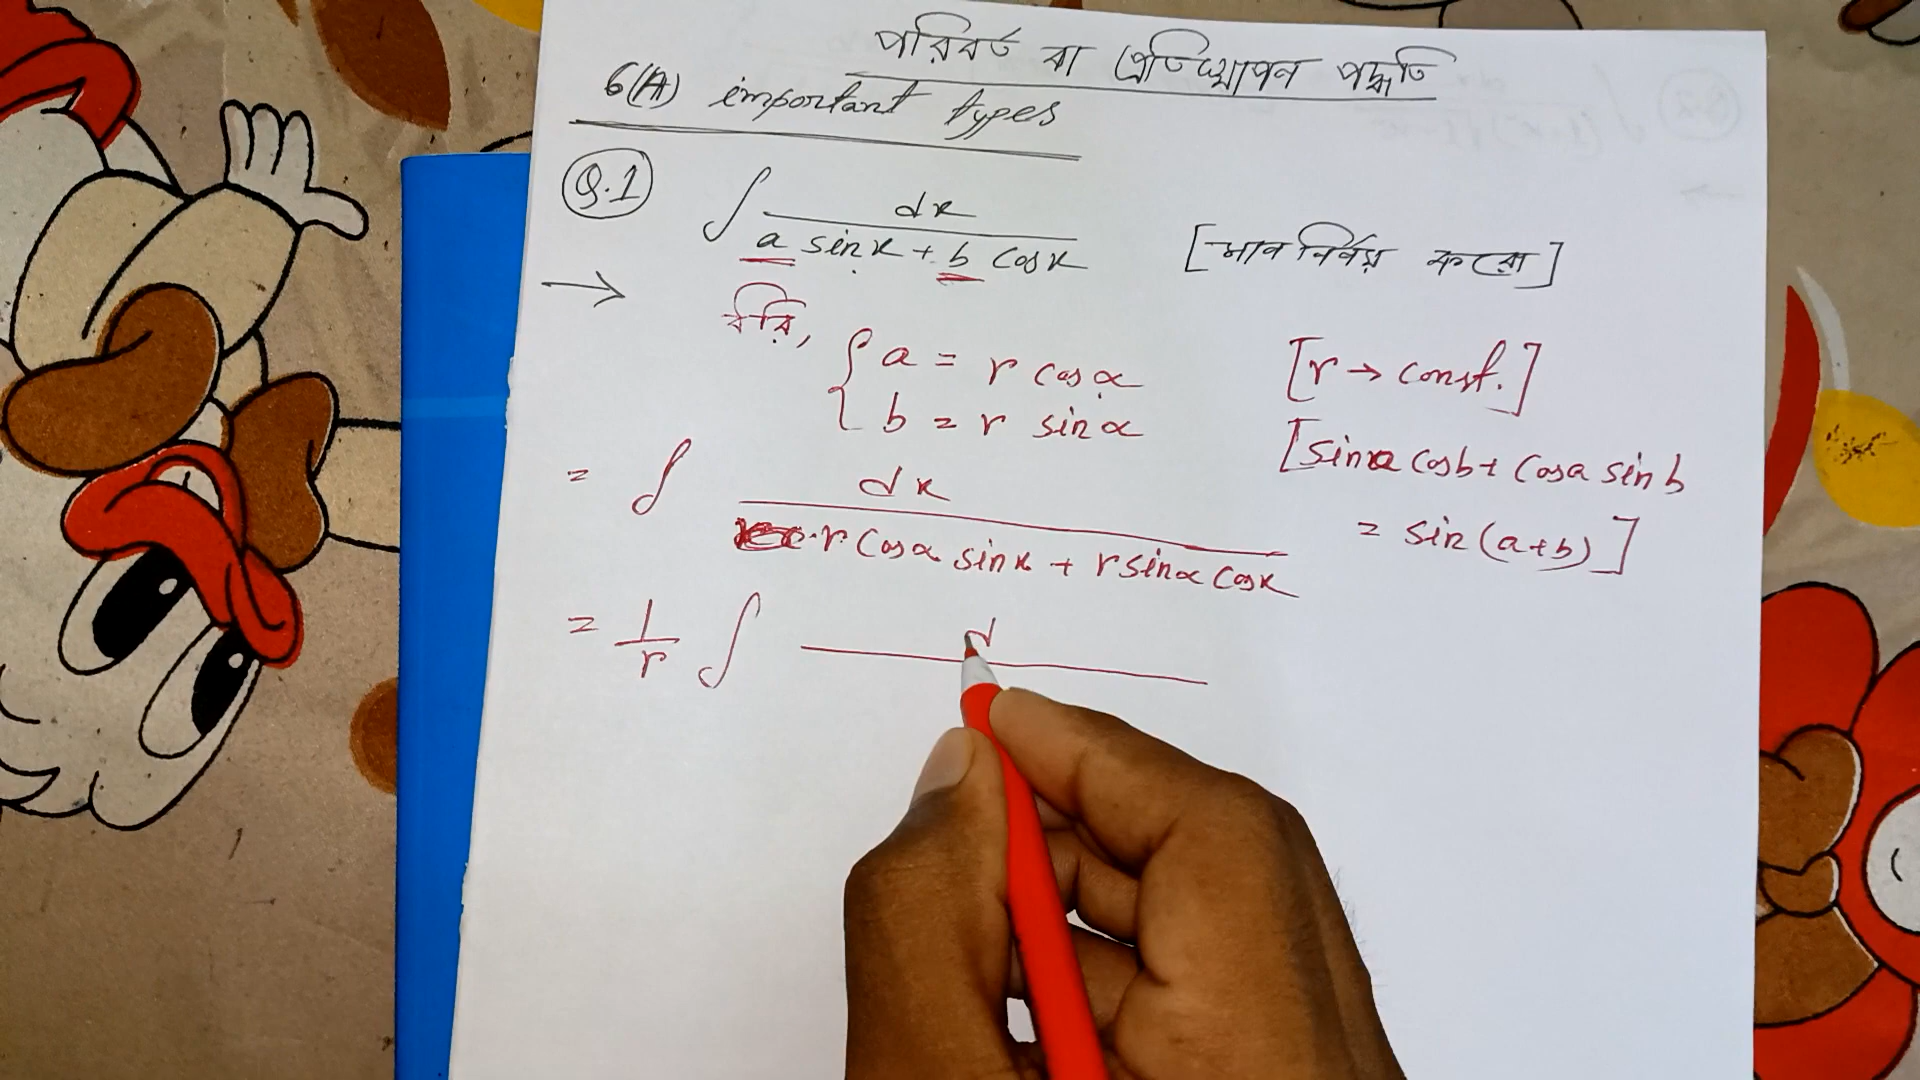 পরিবর্ত বা প্রতিস্থাপন পদ্ধতি
6(A) important types
Q.1 ∫ dx / (a sinx + b cosx) [মান নির্ণয় করো]
→ ধরি,
{ a = r cosα [r → const.]
b = r sinα [sina cosb + cosa sinb
= sin(a+b)]
= ∫ dx / (r cosα sinx + r sinα cosx)
= 1/r ∫ d